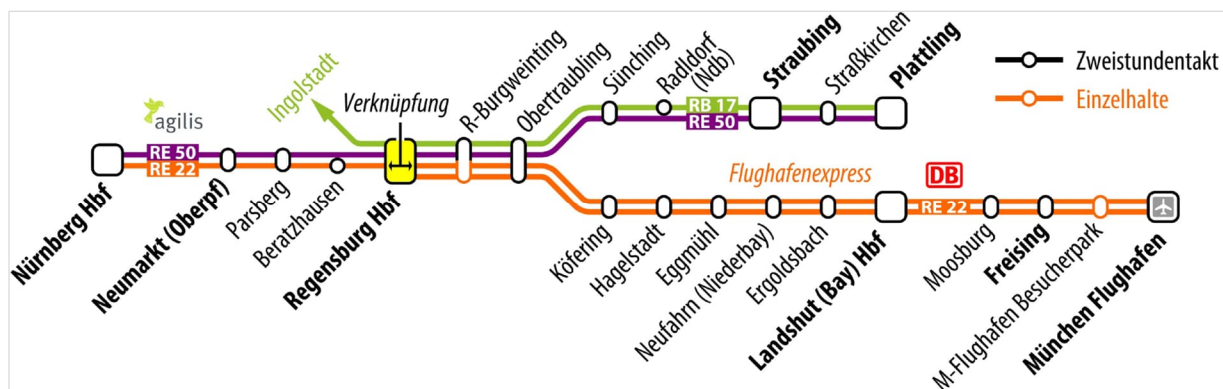 Ingolstadt
Verknüpfung
R-Burgweinting
Obertraubling
Sünching
Radldorf
(Ndb)
Straubing
Straßkirchen
Plattling
Zweistundentakt
Einzelhalte
agilis
RB 17
RE 50
RE 50
RE 22
Flughafenexpress
DB
RE 22
Nürnberg Hbf
Neumarkt (Oberpf)
Parsberg
Beratzhausen
Regensburg Hbf
Köfering
Hagelstadt
Eggmühl
Neufahrn (Niederbay)
Ergoldsbach
Landshut (Bay) Hbf
Moosburg
Freising
M-Flughafen Besucherpark
München Flughafen